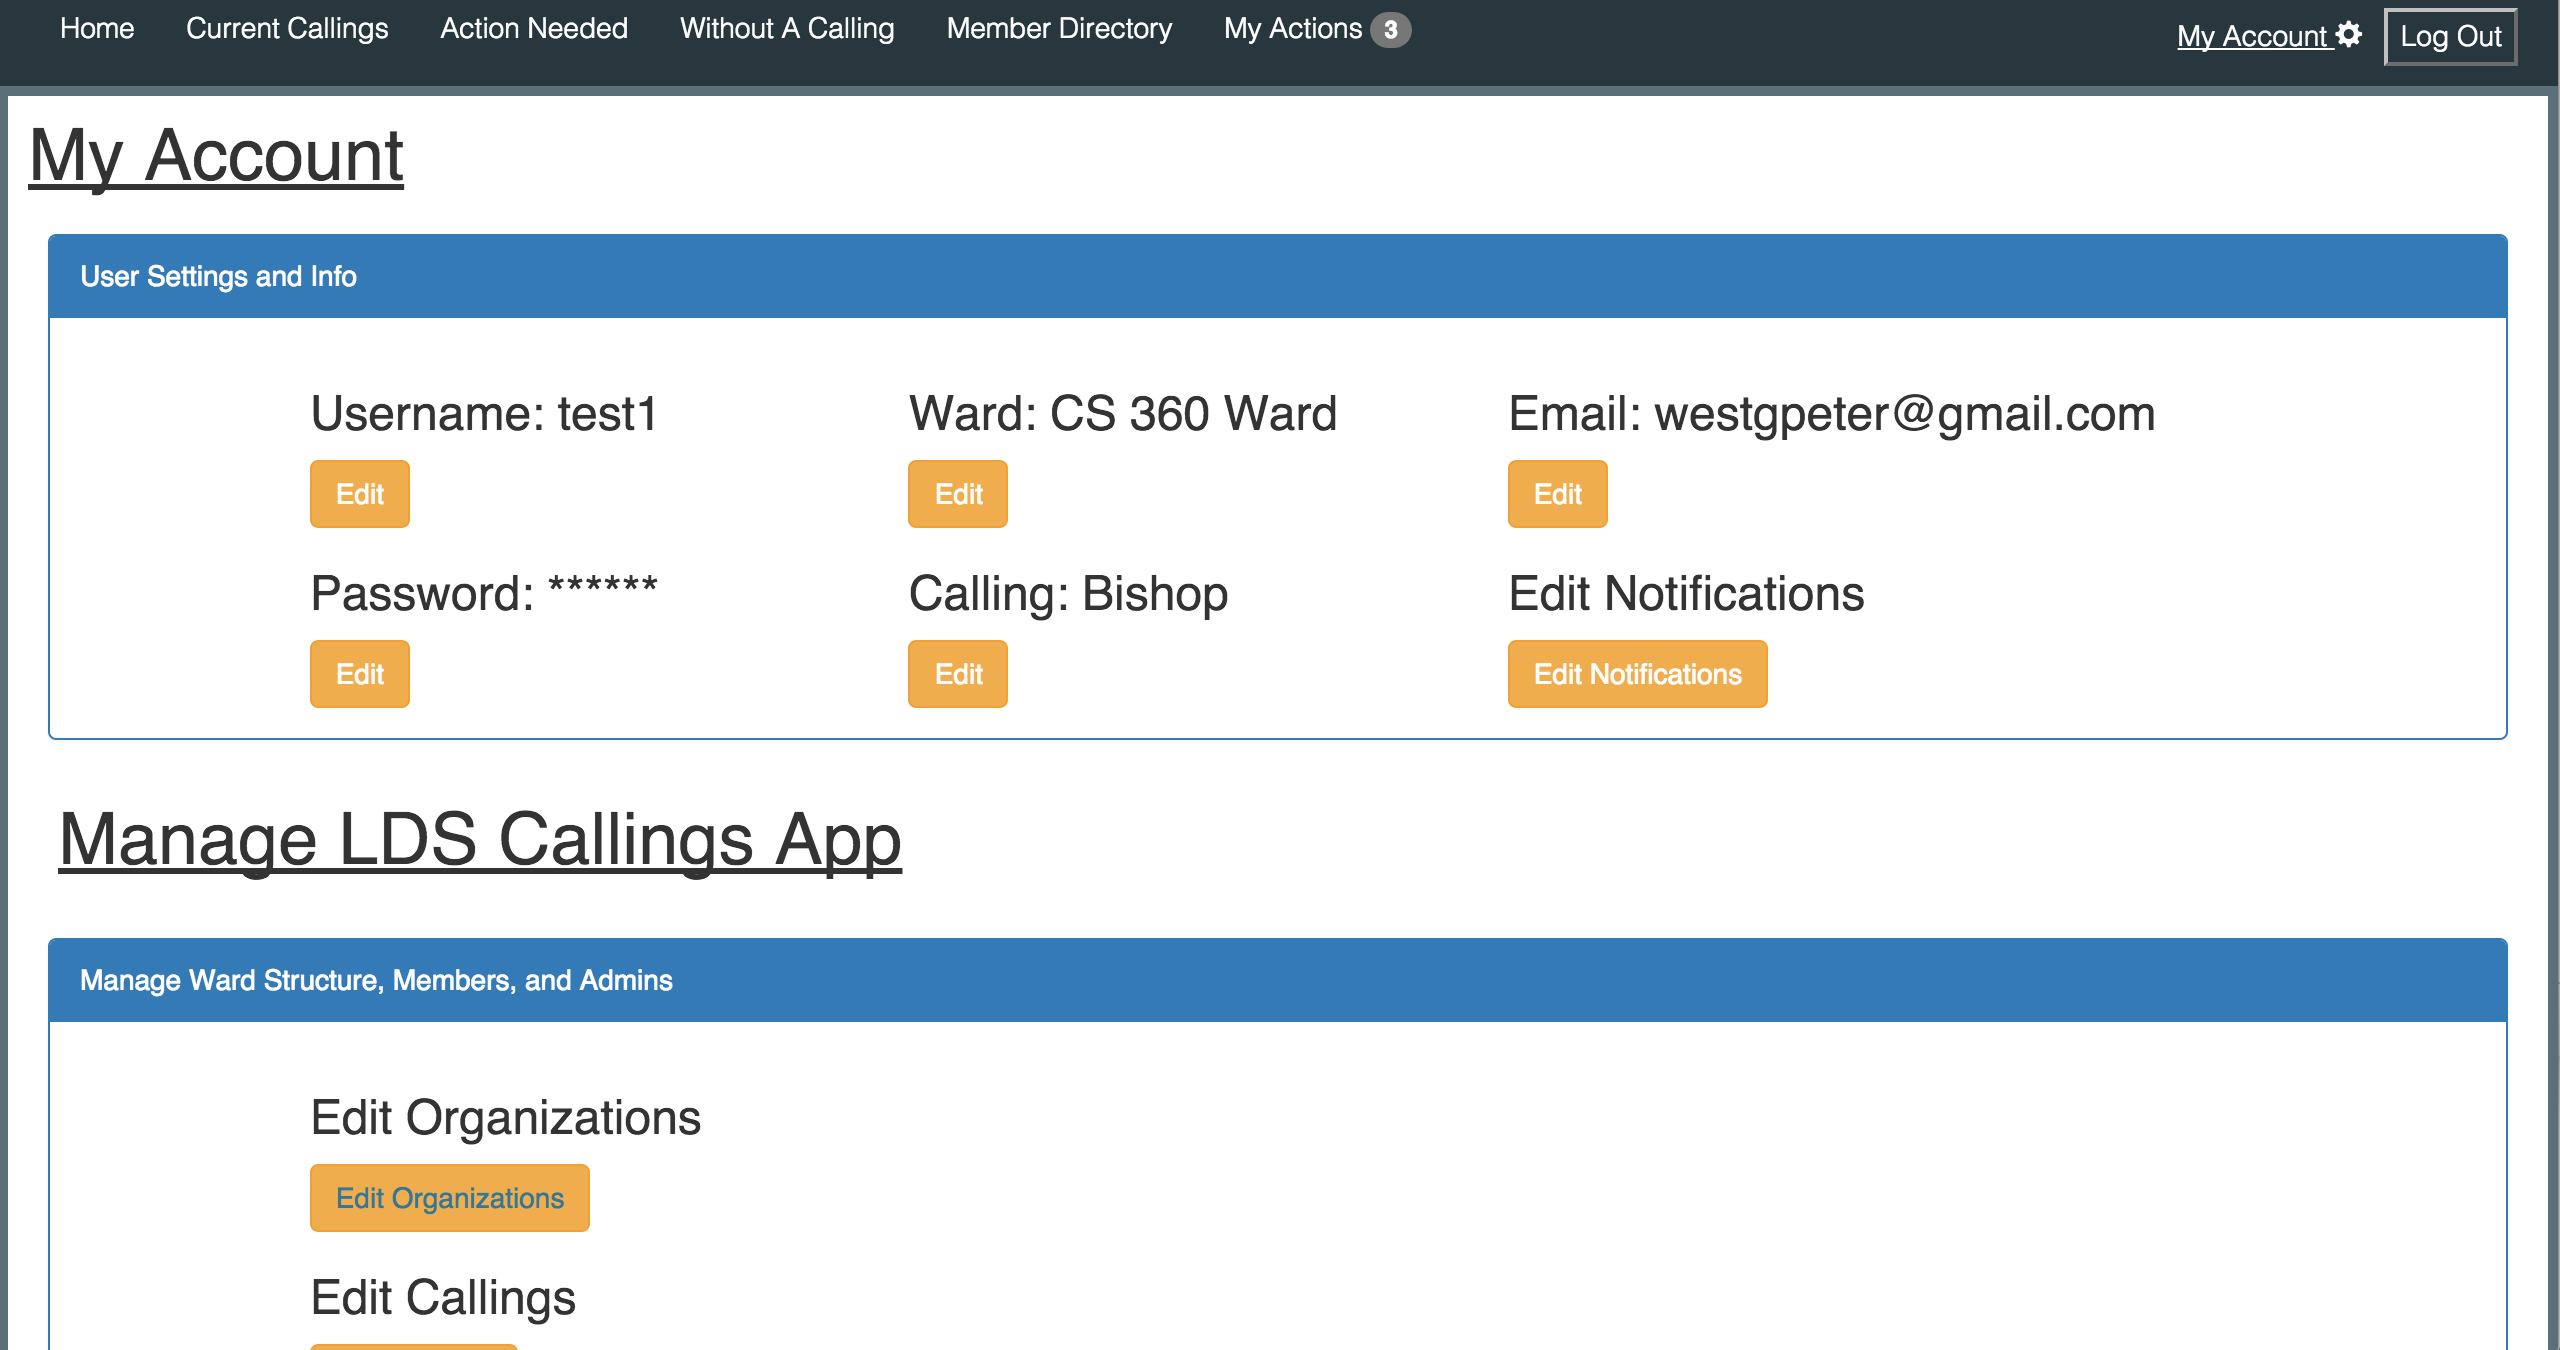 Home Current Callings Action Needed Without A Calling Member Directory My Actions 3 My Account Log Out
My Account
User Settings and Info
Username: test1 Ward: CS 360 Ward Email: westgpeter@gmail.com
Edit Edit Edit
Password: ****** Calling: Bishop Edit Notifications
Edit Edit Edit Notifications
Manage LDS Callings App
Manage Ward Structure, Members, and Admins
Edit Organizations
Edit Organizations
Edit Callings